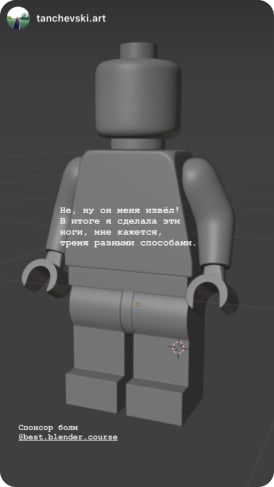 tanchevski.art
Не, ну он меня извёл!
В итоге я сделала эти
ноги, мне кажется,
тремя разными способами.
Спонсор боли
@best.blender.course